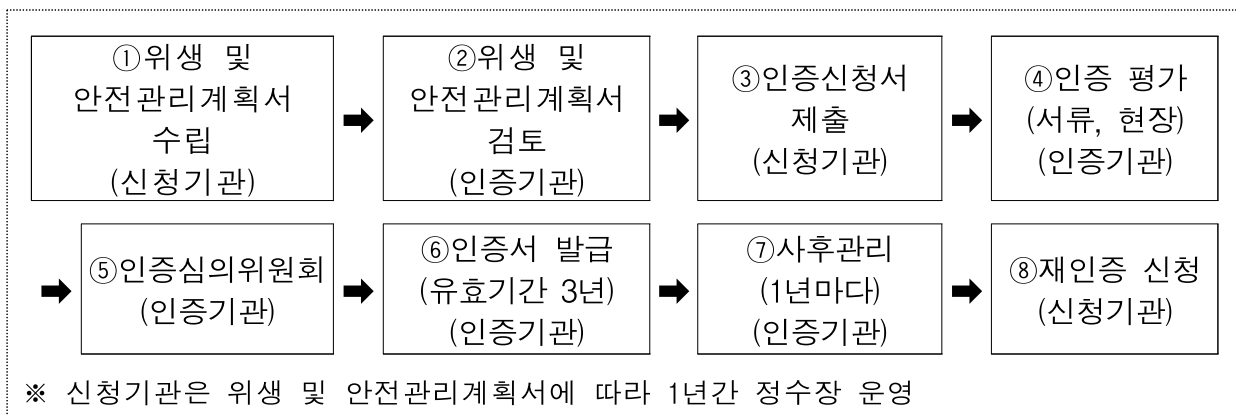 ①위생 및
안전관리계획서
수립
(신청기관)
②위생 및
안전관리계획서
검토
(인증기관)
③인증신청서
제출
(신청기관)
④인증 평가
(서류, 현장)
(인증기관)
⑤인증심의위원회
(인증기관)
⑥인증서 발급
(유효기간 3년)
(인증기관)
⑦사후관리
(1년마다)
(인증기관)
⑧재인증 신청
(신청기관)
※ 신청기관은 위생 및 안전관리계획서에 따라 1년간 정수장 운영